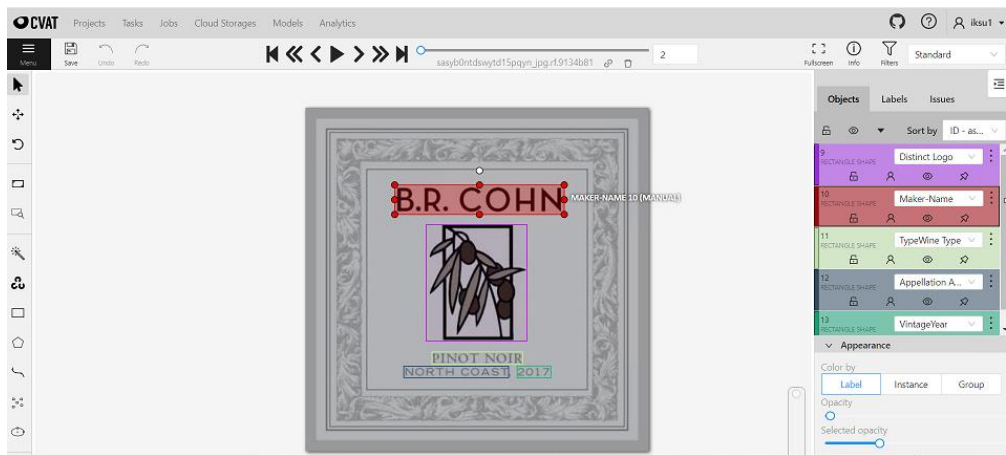 CVAT Projects Tasks Jobs Cloud Storages Models Analytics iksu1
Menu Save Undo Redo sasyb0ntdswytd15pqyn_jpg.rf.9134b81 2 Fullscreen Info Filters Standard
Objects Labels Issues
Sort by ID - as...
9 Distinct Logo
RECTANGLE SHAPE
10 Maker-Name
RECTANGLE SHAPE
11 TypeWine Type
RECTANGLE SHAPE
12 Appellation A...
RECTANGLE SHAPE
13 VintageYear
RECTANGLE SHAPE
Appearance
Color by
Label Instance Group
Opacity
Selected opacity
B.R. COHN
MAKER-NAME 10 (MANUAL)
PINOT NOIR
NORTH COAST, 2017